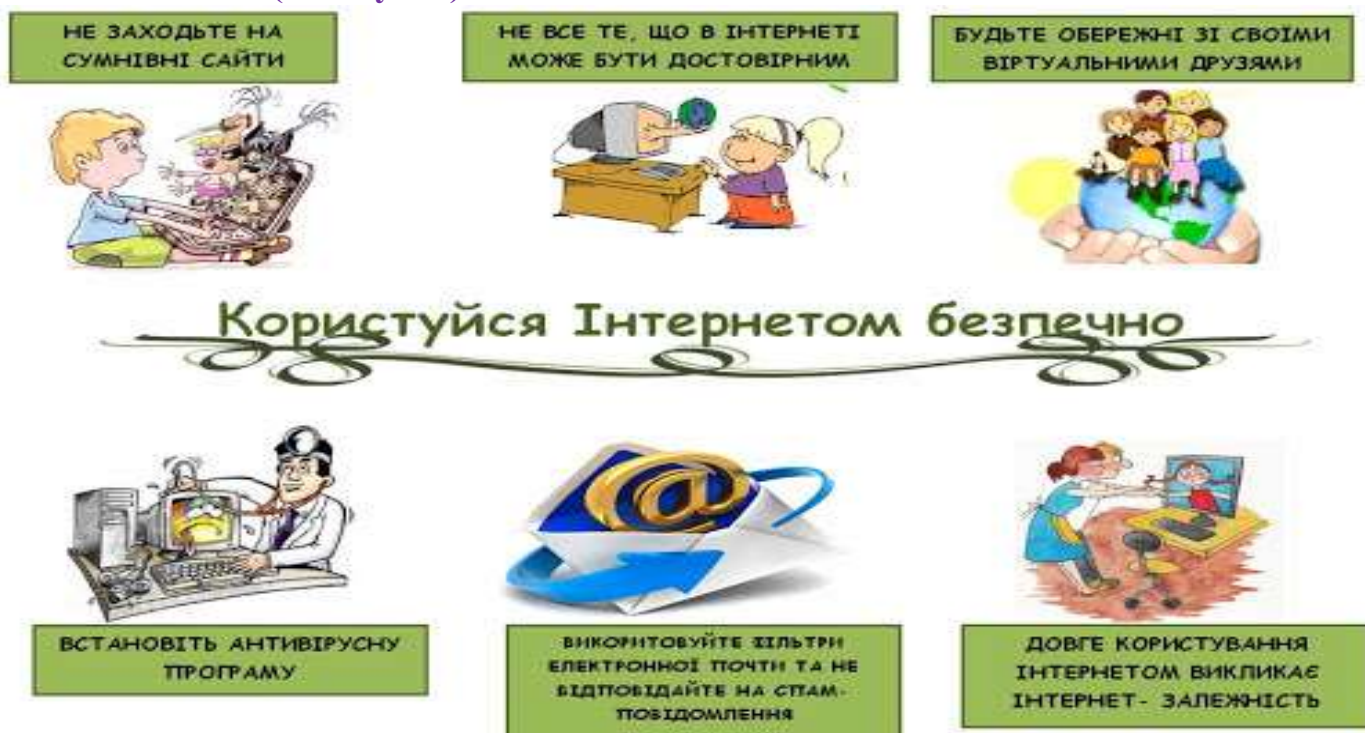 НЕ ЗАХОДЬТЕ НА
СУМНІВНІ САЙТИ
НЕ ВСЕ ТЕ, ЩО В ІНТЕРНЕТІ
МОЖЕ БУТИ ДОСТОВІРНИМ
БУДЬТЕ ОБЕРЕЖНІ ЗІ СВОЇМИ
ВІРТУАЛЬНИМИ ДРУЗЯМИ
Користуйся Інтернетом безпечно
ВСТАНОВІТЬ АНТИВІРУСНУ
ПРОГРАМУ
ВИКОРИТОВУЙТЕ ФІЛЬТРИ
ЕЛЕКТРОННОЇ ПОЧТИ ТА НЕ
ВІДПОВІДАЙТЕ НА СПАМ-
ПОВІДОМЛЕННЯ
ДОВГЕ КОРИСТУВАННЯ
ІНТЕРНЕТОМ ВИКЛИКАЄ
ІНТЕРНЕТ- ЗАЛЕЖНІСТЬ